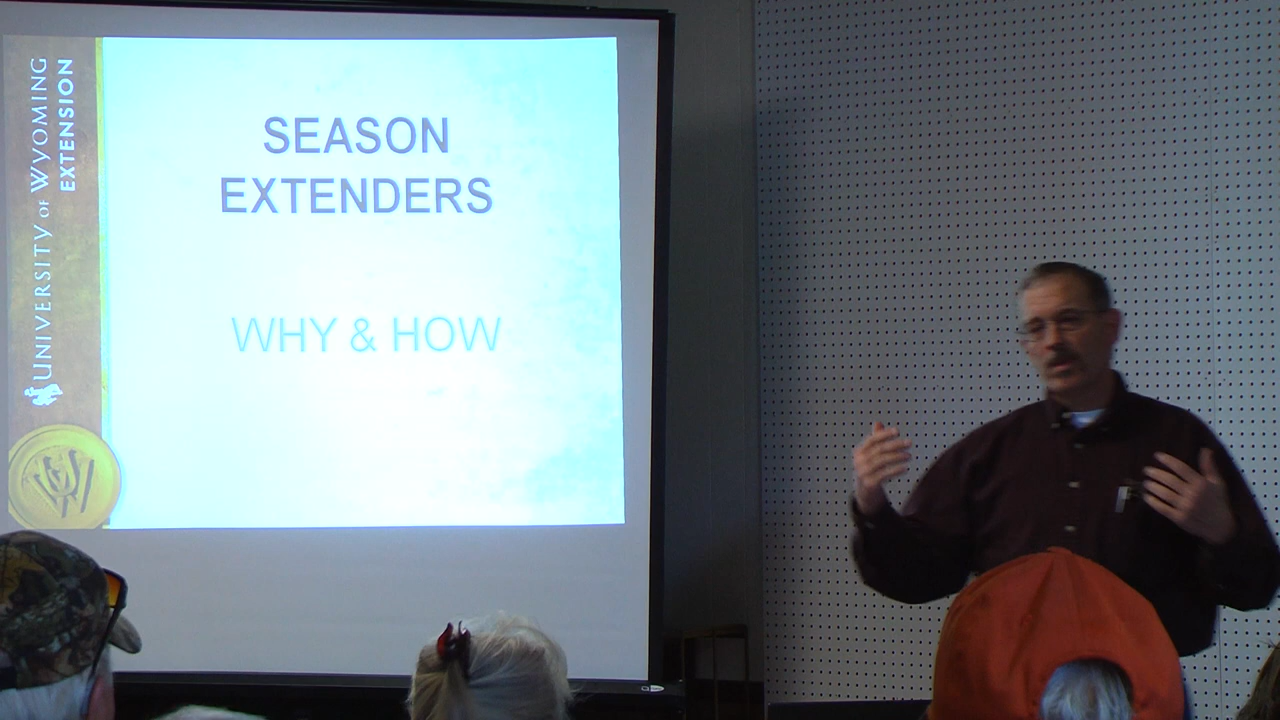 UNIVERSITY OF WYOMING
EXTENSION
SEASON
EXTENDERS
WHY & HOW